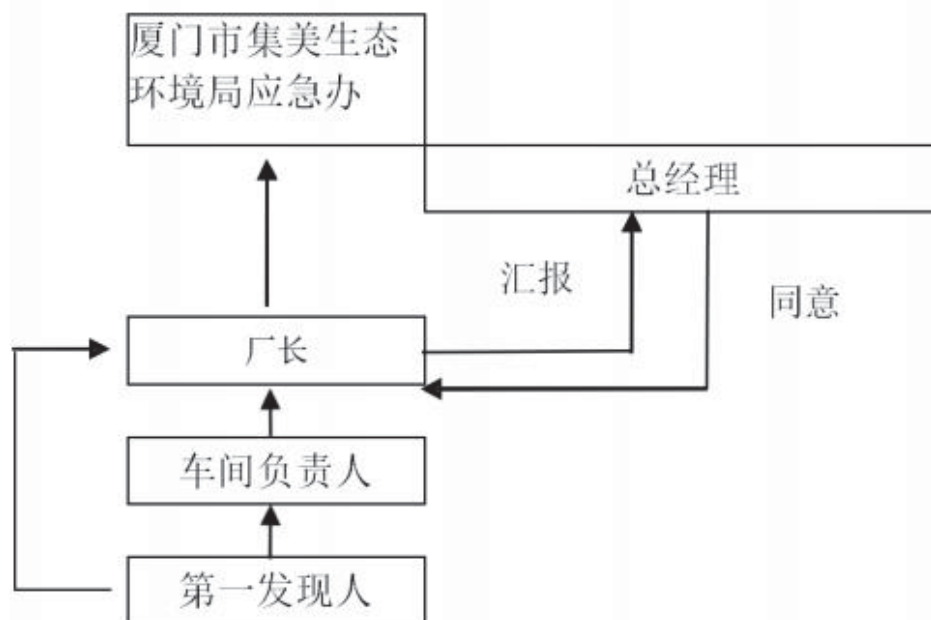 厦门市集美生态
环境局应急办
总经理
汇报
同意
厂长
车间负责人
第一发现人